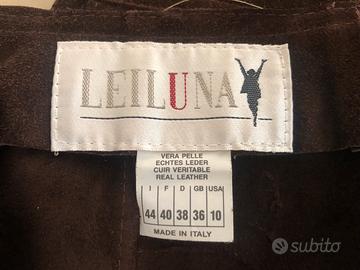 LEILUNA
VERA PELLE
ECHTES LEDER
CUIR VERITABLE
REAL LEATHER
I F D GB USA
44 40 38 36 10
MADE IN ITALY
subito